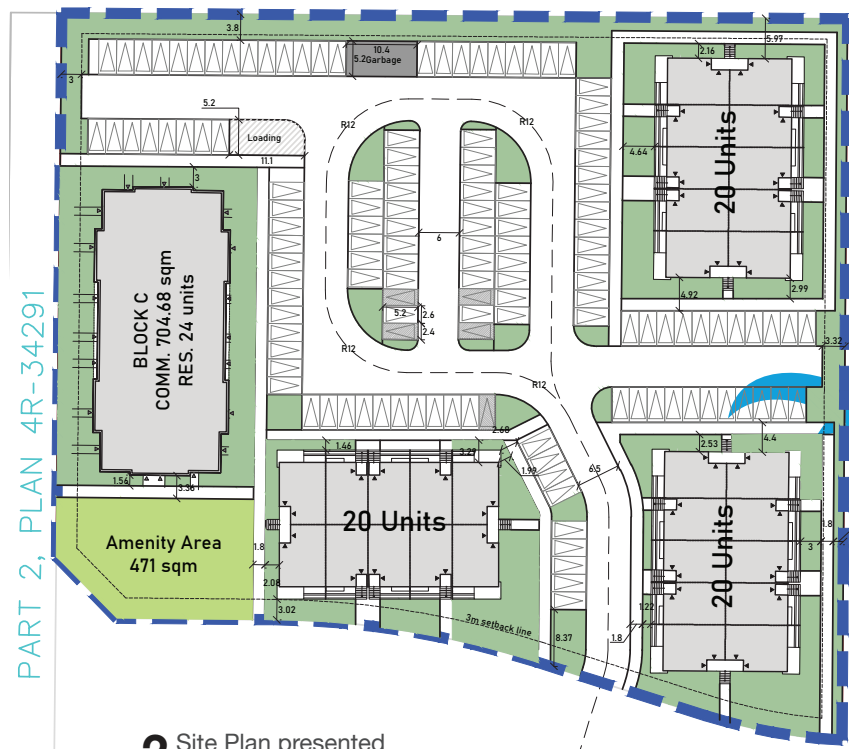 3.8
5.97
10.4
5.2 Garbage
2.16
3
5.2
Loading
R12
R12
11.1
3
4.64
20 Units
6
BLOCK C
COMM. 704.68 sqm
RES. 24 units
PART 2, PLAN 4R-34291
5.2
2.6
2.4
4.92
2.99
R12
3.32
R12
2.68
1.46
3.25
1.99
6.5
2.53
4.4
1.56
3.36
20 Units
20 Units
Amenity Area
471 sqm
1.8
2.08
3.02
1.8
3
3m setback line
8.37
1.22
1.8
2 Site Plan presented